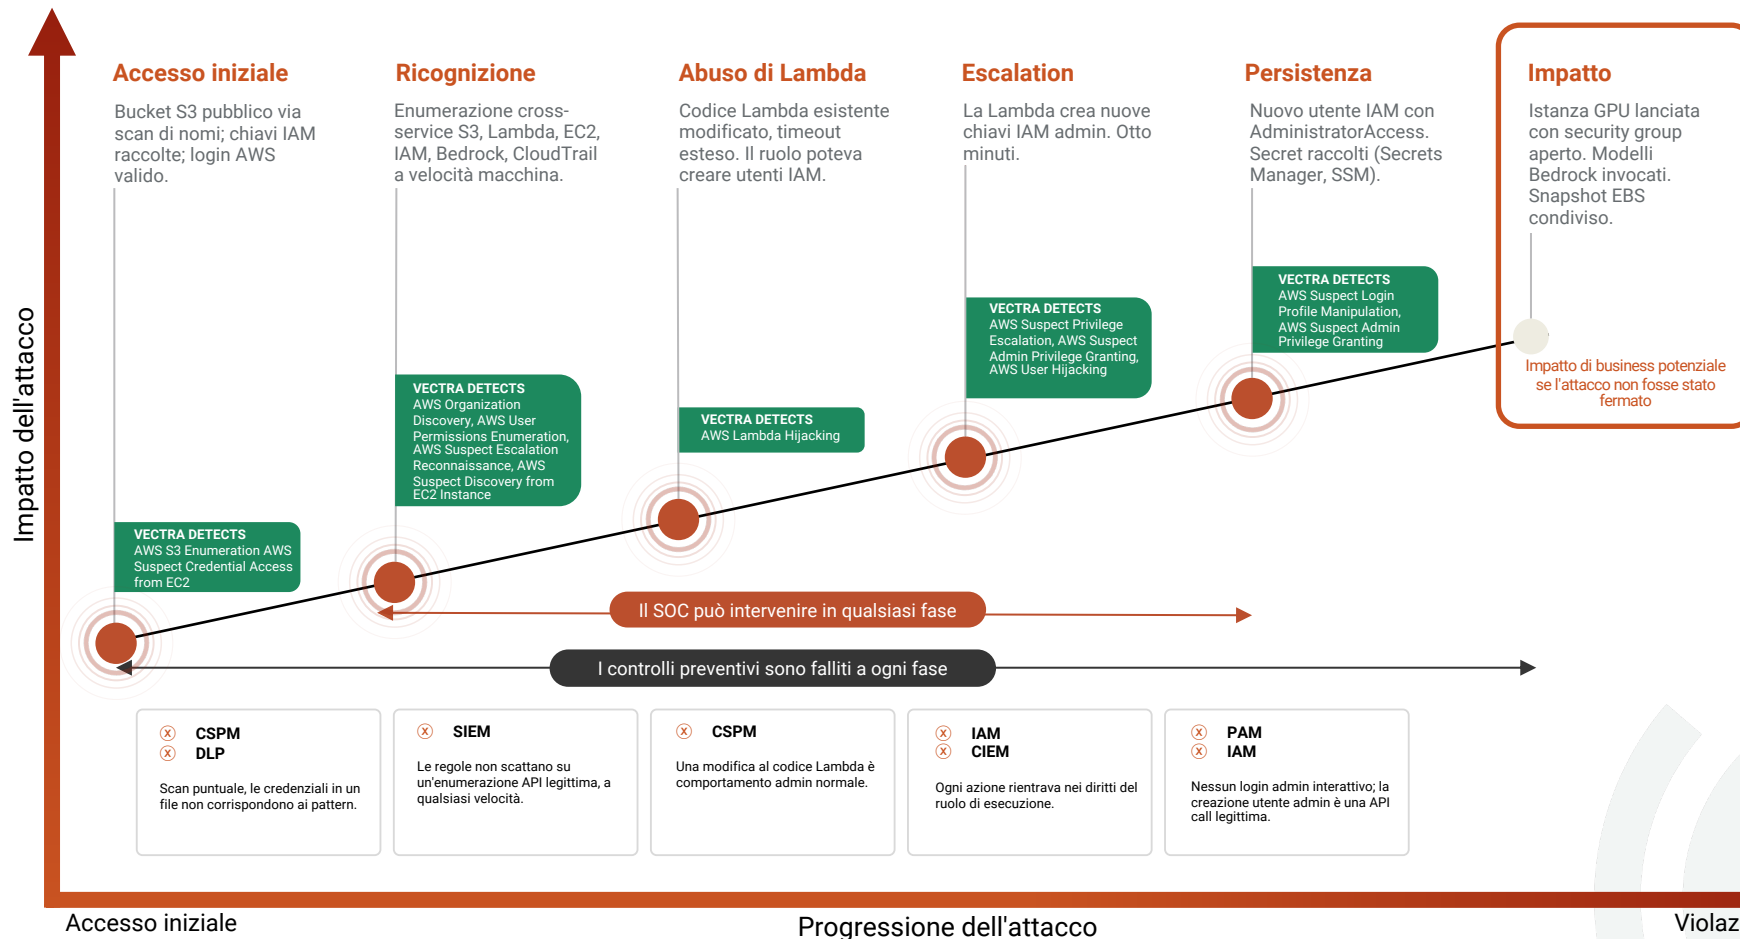 Accesso iniziale
Bucket S3 pubblico via
scan di nomi; chiavi IAM
raccolte; login AWS
valido.
Ricognizione
Enumerazione cross-
service S3, Lambda, EC2,
IAM, Bedrock, CloudTrail
a velocità macchina.
Abuso di Lambda
Codice Lambda esistente
modificato, timeout
esteso. Il ruolo poteva
creare utenti IAM.
Escalation
La Lambda crea nuove
chiavi IAM admin. Otto
minuti.
Persistenza
Nuovo utente IAM con
AdministratorAccess.
Secret raccolti (Secrets
Manager, SSM).
Impatto
Istanza GPU lanciata
con security group
aperto. Modelli
Bedrock invocati.
Snapshot EBS
condiviso.
Impatto dell'attacco
VECTRA DETECTS
AWS S3 Enumeration AWS
Suspect Credential Access
from EC2
VECTRA DETECTS
AWS Organization
Discovery, AWS User
Permissions Enumeration,
AWS Suspect Escalation
Reconnaissance, AWS
Suspect Discovery from
EC2 Instance
VECTRA DETECTS
AWS Lambda Hijacking
VECTRA DETECTS
AWS Suspect Privilege
Escalation, AWS Suspect
Admin Privilege Granting,
AWS User Hijacking
VECTRA DETECTS
AWS Suspect Login
Profile Manipulation,
AWS Suspect Admin
Privilege Granting
Impatto di business potenziale
se l'attacco non fosse stato
fermato
Il SOC può intervenire in qualsiasi fase
I controlli preventivi sono falliti a ogni fase
x CSPM
x DLP
Scan puntuale, le credenziali in un
file non corrispondono ai pattern.
x SIEM
Le regole non scattano su
un'enumerazione API legittima, a
qualsiasi velocità.
x CSPM
Una modifica al codice Lambda è
comportamento admin normale.
x IAM
x CIEM
Ogni azione rientrava nei diritti del
ruolo di esecuzione.
x PAM
x IAM
Nessun login admin interattivo; la
creazione utente admin è una API
call legittima.
Accesso iniziale
Progressione dell'attacco
Violaz